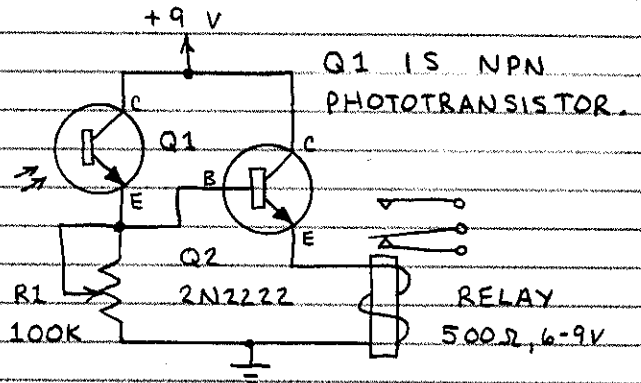 +9 V
Q1 IS NPN
PHOTOTRANSISTOR.
C
Q1
C
B
E
E
Q2
R1
2N2222
RELAY
100K
500Ω, 6-9V